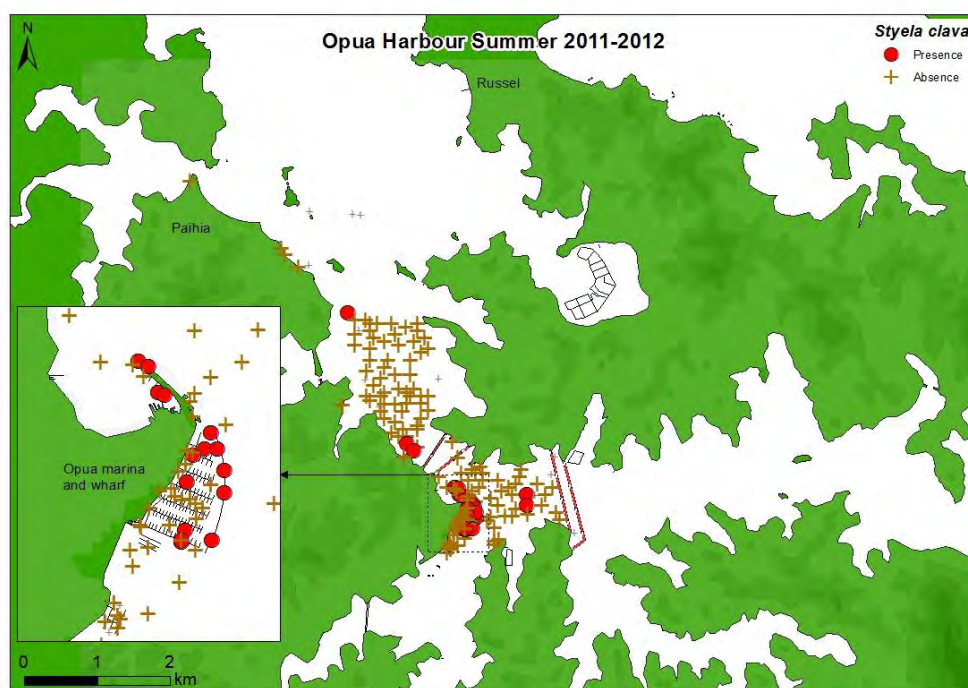 N
Opua Harbour Summer 2011-2012
Styela clava
Presence
Absence
Russel
Paihia
Opua marina
and wharf
0 1 2
km